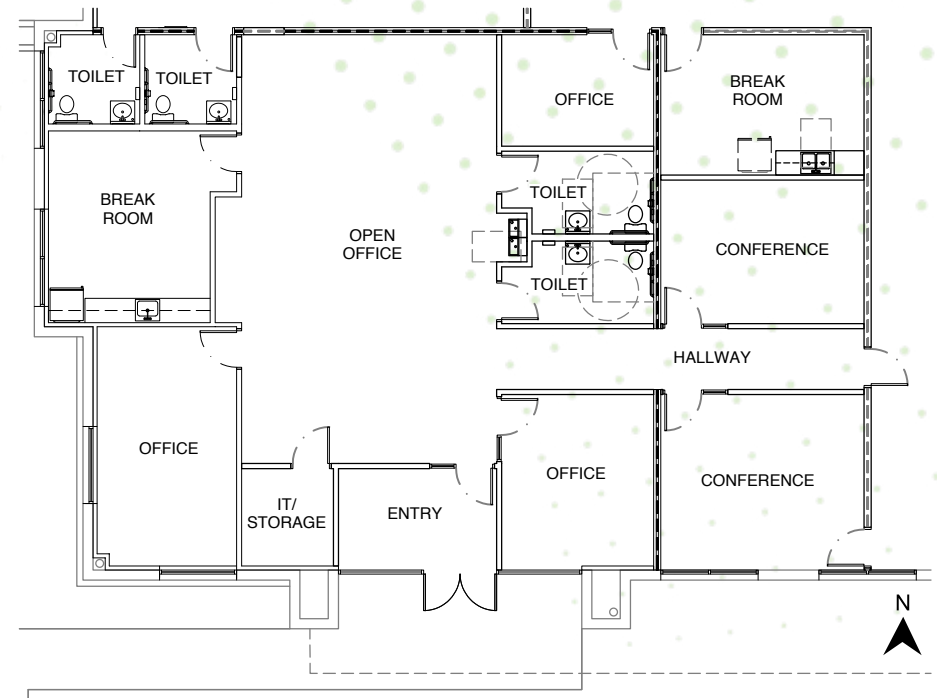 TOILET
TOILET
OFFICE
BREAK
ROOM
BREAK
ROOM
TOILET
OPEN
OFFICE
CONFERENCE
TOILET
HALLWAY
OFFICE
OFFICE
CONFERENCE
IT/
STORAGE
ENTRY
N